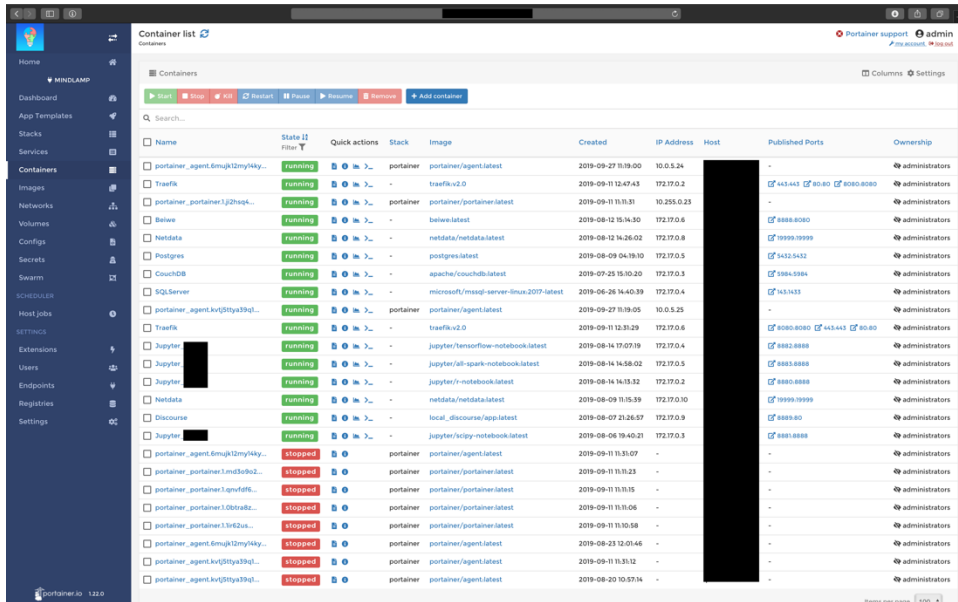 Container list
Containers
Portainer support admin
my account log out
Home
MINDLAMP
Dashboard
App Templates
Stacks
Services
Containers
Images
Networks
Volumes
Configs
Secrets
Swarm
SCHEDULER
Host jobs
SETTINGS
Extensions
Users
Endpoints
Registries
Settings
portainer.io 1.22.0
Containers Columns Settings
Start Stop Kill Restart Pause Resume Remove + Add container
Search...
Name State Filter Quick actions Stack Image Created IP Address Host Published Ports Ownership
portainer_agent.6mujk12my14ky... running portainer portainer/agent:latest 2019-09-27 11:19:00 10.0.5.24 - administrators
Traefik running - traefik:v2.0 2019-09-11 12:47:43 172.17.0.2 443:443 80:80 8080:8080 administrators
portainer_portainer.1.ji2hsq4... running portainer portainer/portainer:latest 2019-09-11 11:11:31 10.255.0.23 - administrators
Beiwe running - beiwe:latest 2019-08-12 15:14:30 172.17.0.6 8888:8080 administrators
Netdata running - netdata/netdata:latest 2019-08-12 14:26:02 172.17.0.8 19999:19999 administrators
Postgres running - postgres:latest 2019-08-09 04:19:10 172.17.0.5 5432:5432 administrators
CouchDB running - apache/couchdb:latest 2019-07-25 15:10:20 172.17.0.3 5984:5984 administrators
SQLServer running - microsoft/mssql-server-linux:2017-latest 2019-06-26 14:40:39 172.17.0.4 143:1433 administrators
portainer_agent.kvtj5ttya39q1... running portainer portainer/agent:latest 2019-09-27 11:19:05 10.0.5.25 - administrators
Traefik running - traefik:v2.0 2019-09-11 12:31:29 172.17.0.6 8080:8080 443:443 80:80 administrators
Jupyter running - jupyter/tensorflow-notebook:latest 2019-08-14 17:07:19 172.17.0.4 8882:8888 administrators
Jupyter running - jupyter/all-spark-notebook:latest 2019-08-14 14:58:02 172.17.0.5 8883:8888 administrators
Jupyter running - jupyter/r-notebook:latest 2019-08-14 14:13:32 172.17.0.2 8880:8888 administrators
Netdata running - netdata/netdata:latest 2019-08-09 11:15:39 172.17.0.10 19999:19999 administrators
Discourse running - local_discourse/app:latest 2019-08-07 21:26:57 172.17.0.9 8889:80 administrators
Jupyter running - jupyter/scipy-notebook:latest 2019-08-06 19:40:21 172.17.0.3 8881:8888 administrators
portainer_agent.6mujk12my14ky... stopped portainer portainer/agent:latest 2019-09-11 11:31:07 - - administrators
portainer_portainer.1.md3o9o2... stopped portainer portainer/portainer:latest 2019-09-11 11:11:23 - - administrators
portainer_portainer.1.qnvfdf6... stopped portainer portainer/portainer:latest 2019-09-11 11:11:15 - - administrators
portainer_portainer.1.0btra8z... stopped portainer portainer/portainer:latest 2019-09-11 11:11:06 - - administrators
portainer_portainer.1.1ir62us... stopped portainer portainer/portainer:latest 2019-09-11 11:10:58 - - administrators
portainer_agent.6mujk12my14ky... stopped portainer portainer/agent:latest 2019-08-23 12:01:46 - - administrators
portainer_agent.kvtj5ttya39q1... stopped portainer portainer/agent:latest 2019-09-11 11:31:12 - - administrators
portainer_agent.kvtj5ttya39q1... stopped portainer portainer/agent:latest 2019-08-20 10:57:14 - - administrators
Items per page 100